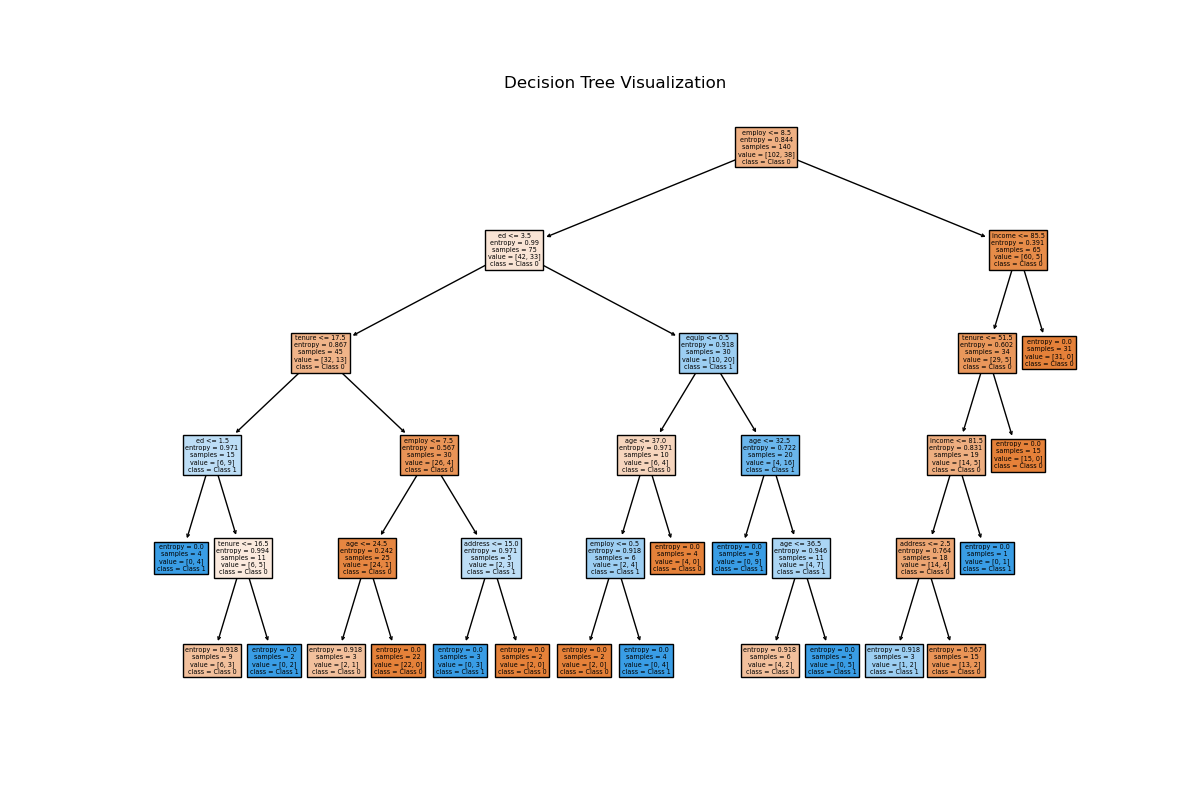 Decision Tree Visualization
employ <= 8.5
entropy = 0.844
samples = 140
value = [102, 38]
class = Class 0
ed <= 3.5
entropy = 0.99
samples = 75
value = [42, 33]
class = Class 0
income <= 85.5
entropy = 0.391
samples = 65
value = [60, 5]
class = Class 0
tenure <= 17.5
entropy = 0.867
samples = 45
value = [32, 13]
class = Class 0
equip <= 0.5
entropy = 0.918
samples = 30
value = [10, 20]
class = Class 1
tenure <= 51.5
entropy = 0.602
samples = 34
value = [29, 5]
class = Class 0
entropy = 0.0
samples = 31
value = [31, 0]
class = Class 0
ed <= 1.5
entropy = 0.971
samples = 15
value = [6, 9]
class = Class 1
employ <= 7.5
entropy = 0.567
samples = 30
value = [26, 4]
class = Class 0
age <= 37.0
entropy = 0.971
samples = 10
value = [6, 4]
class = Class 0
age <= 32.5
entropy = 0.722
samples = 20
value = [4, 16]
class = Class 1
income <= 81.5
entropy = 0.831
samples = 19
value = [14, 5]
class = Class 0
entropy = 0.0
samples = 15
value = [15, 0]
class = Class 0
entropy = 0.0
samples = 4
value = [0, 4]
class = Class 1
tenure <= 16.5
entropy = 0.994
samples = 11
value = [6, 5]
class = Class 0
age <= 24.5
entropy = 0.242
samples = 25
value = [24, 1]
class = Class 0
address <= 15.0
entropy = 0.971
samples = 5
value = [2, 3]
class = Class 1
employ <= 0.5
entropy = 0.918
samples = 6
value = [2, 4]
class = Class 1
entropy = 0.0
samples = 4
value = [4, 0]
class = Class 0
entropy = 0.0
samples = 9
value = [0, 9]
class = Class 1
age <= 36.5
entropy = 0.946
samples = 11
value = [4, 7]
class = Class 1
address <= 2.5
entropy = 0.764
samples = 18
value = [14, 4]
class = Class 0
entropy = 0.0
samples = 1
value = [0, 1]
class = Class 1
entropy = 0.918
samples = 9
value = [6, 3]
class = Class 0
entropy = 0.0
samples = 2
value = [0, 2]
class = Class 1
entropy = 0.918
samples = 3
value = [2, 1]
class = Class 0
entropy = 0.0
samples = 22
value = [22, 0]
class = Class 0
entropy = 0.0
samples = 3
value = [0, 3]
class = Class 1
entropy = 0.0
samples = 2
value = [2, 0]
class = Class 0
entropy = 0.0
samples = 2
value = [2, 0]
class = Class 0
entropy = 0.0
samples = 4
value = [0, 4]
class = Class 1
entropy = 0.918
samples = 6
value = [4, 2]
class = Class 0
entropy = 0.0
samples = 5
value = [0, 5]
class = Class 1
entropy = 0.918
samples = 3
value = [1, 2]
class = Class 1
entropy = 0.567
samples = 15
value = [13, 2]
class = Class 0